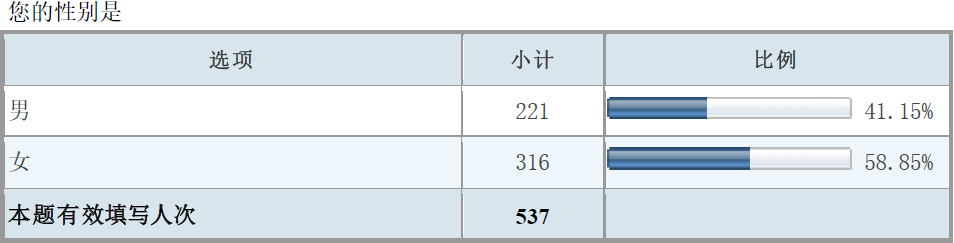 您的性别是
选项 小计 比例
男 221 41.15%
女 316 58.85%
本题有效填写人次 537